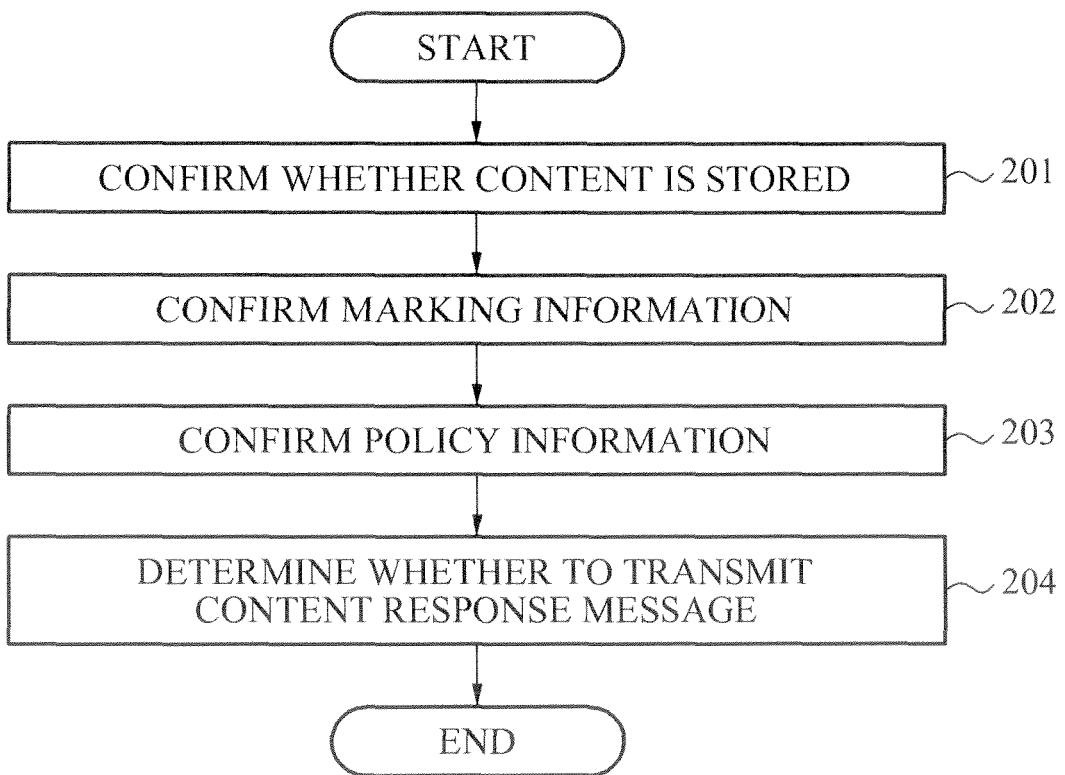 START
CONFIRM WHETHER CONTENT IS STORED
201
CONFIRM MARKING INFORMATION
202
CONFIRM POLICY INFORMATION
203
DETERMINE WHETHER TO TRANSMIT
CONTENT RESPONSE MESSAGE
204
END